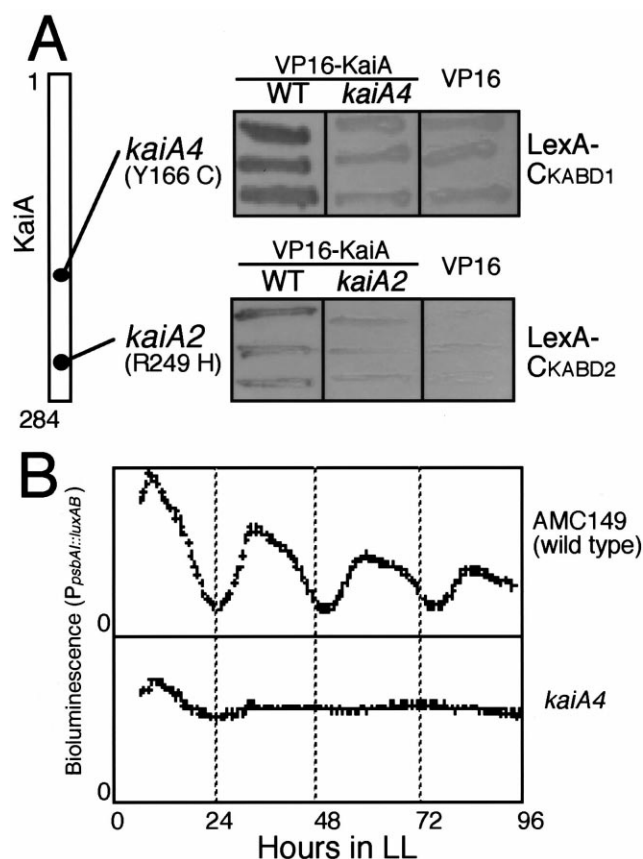 A
1
KaiA
284
kaiA4
(Y166 C)
kaiA2
(R249 H)
VP16-KaiA
VP16
WT kaiA4
LexA-
CKABD1
VP16-KaiA
VP16
WT kaiA2
LexA-
CKABD2
B
Bioluminescence (PpsbAI::luxAB)
0
0
AMC149
(wild type)
kaiA4
0 24 48 72 96
Hours in LL